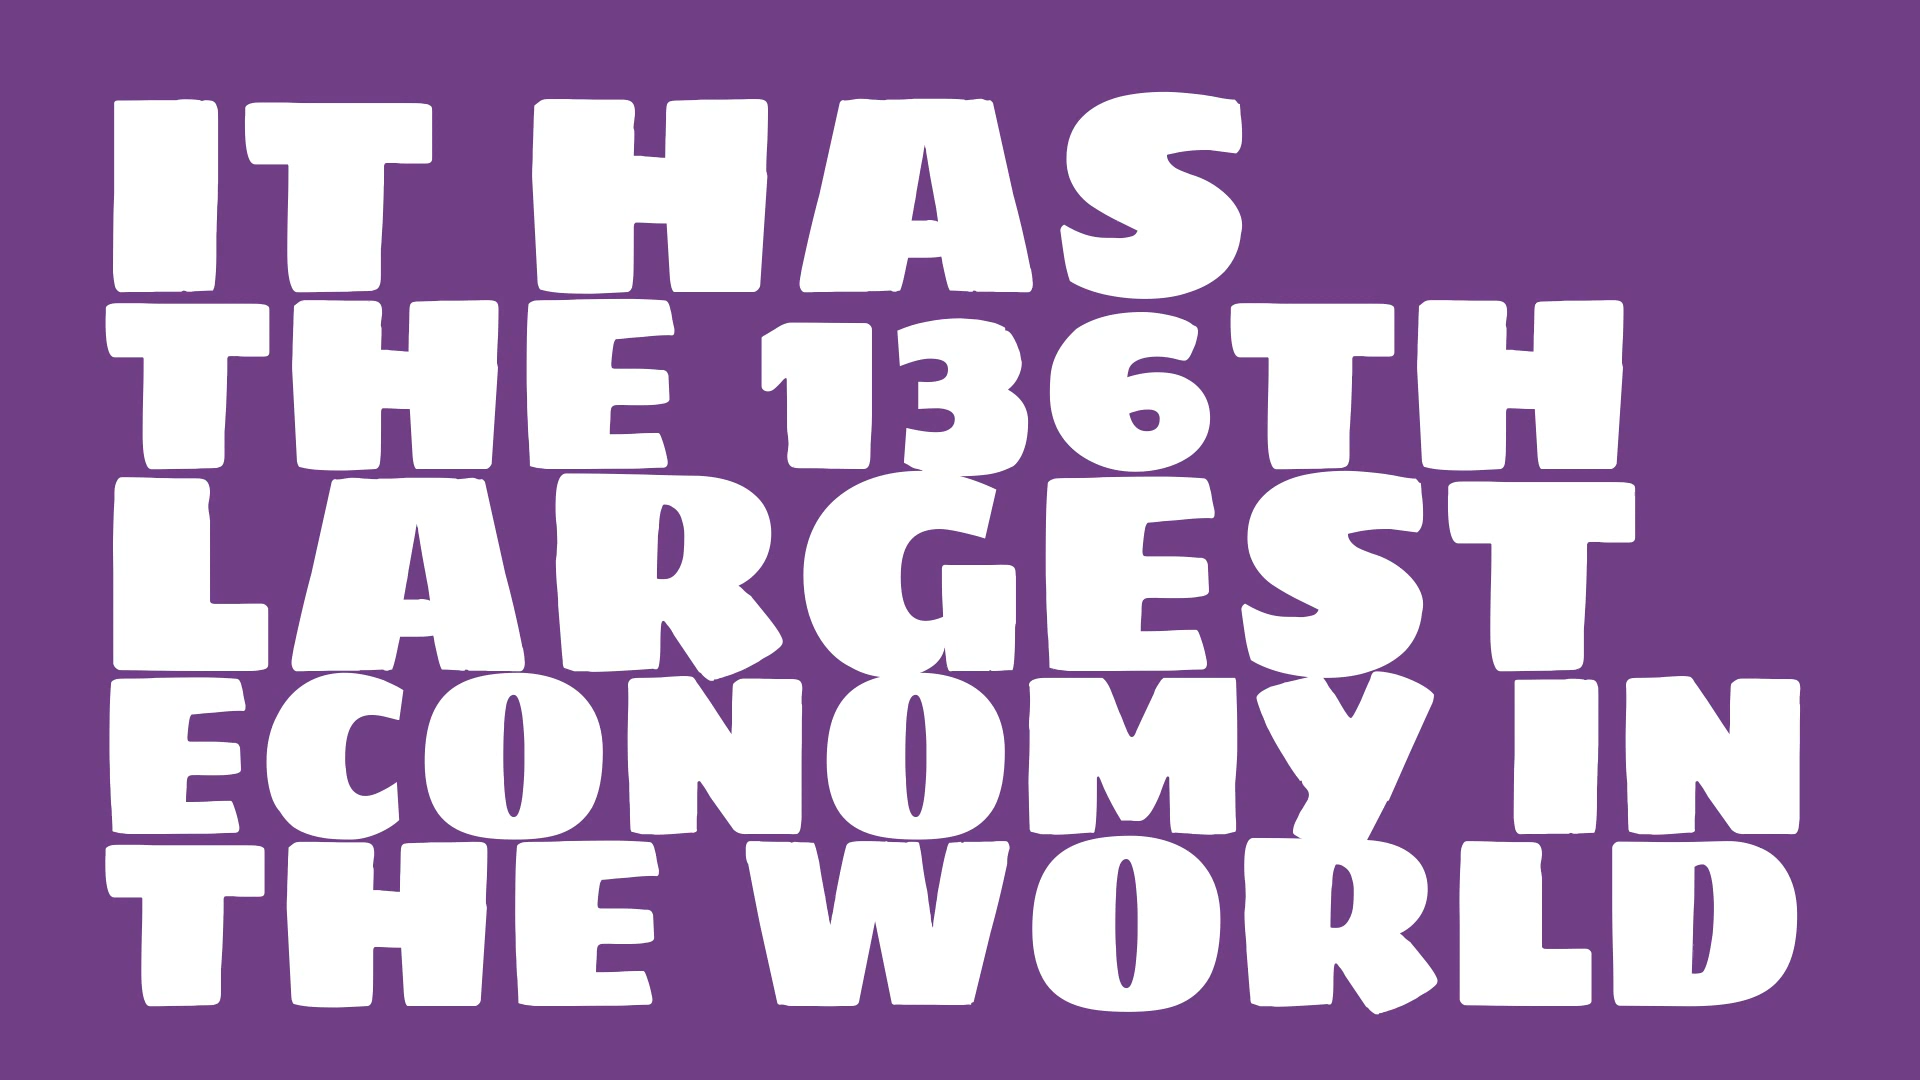 IT HAS
THE 136TH
LARGEST
ECONOMY IN
THE WORLD